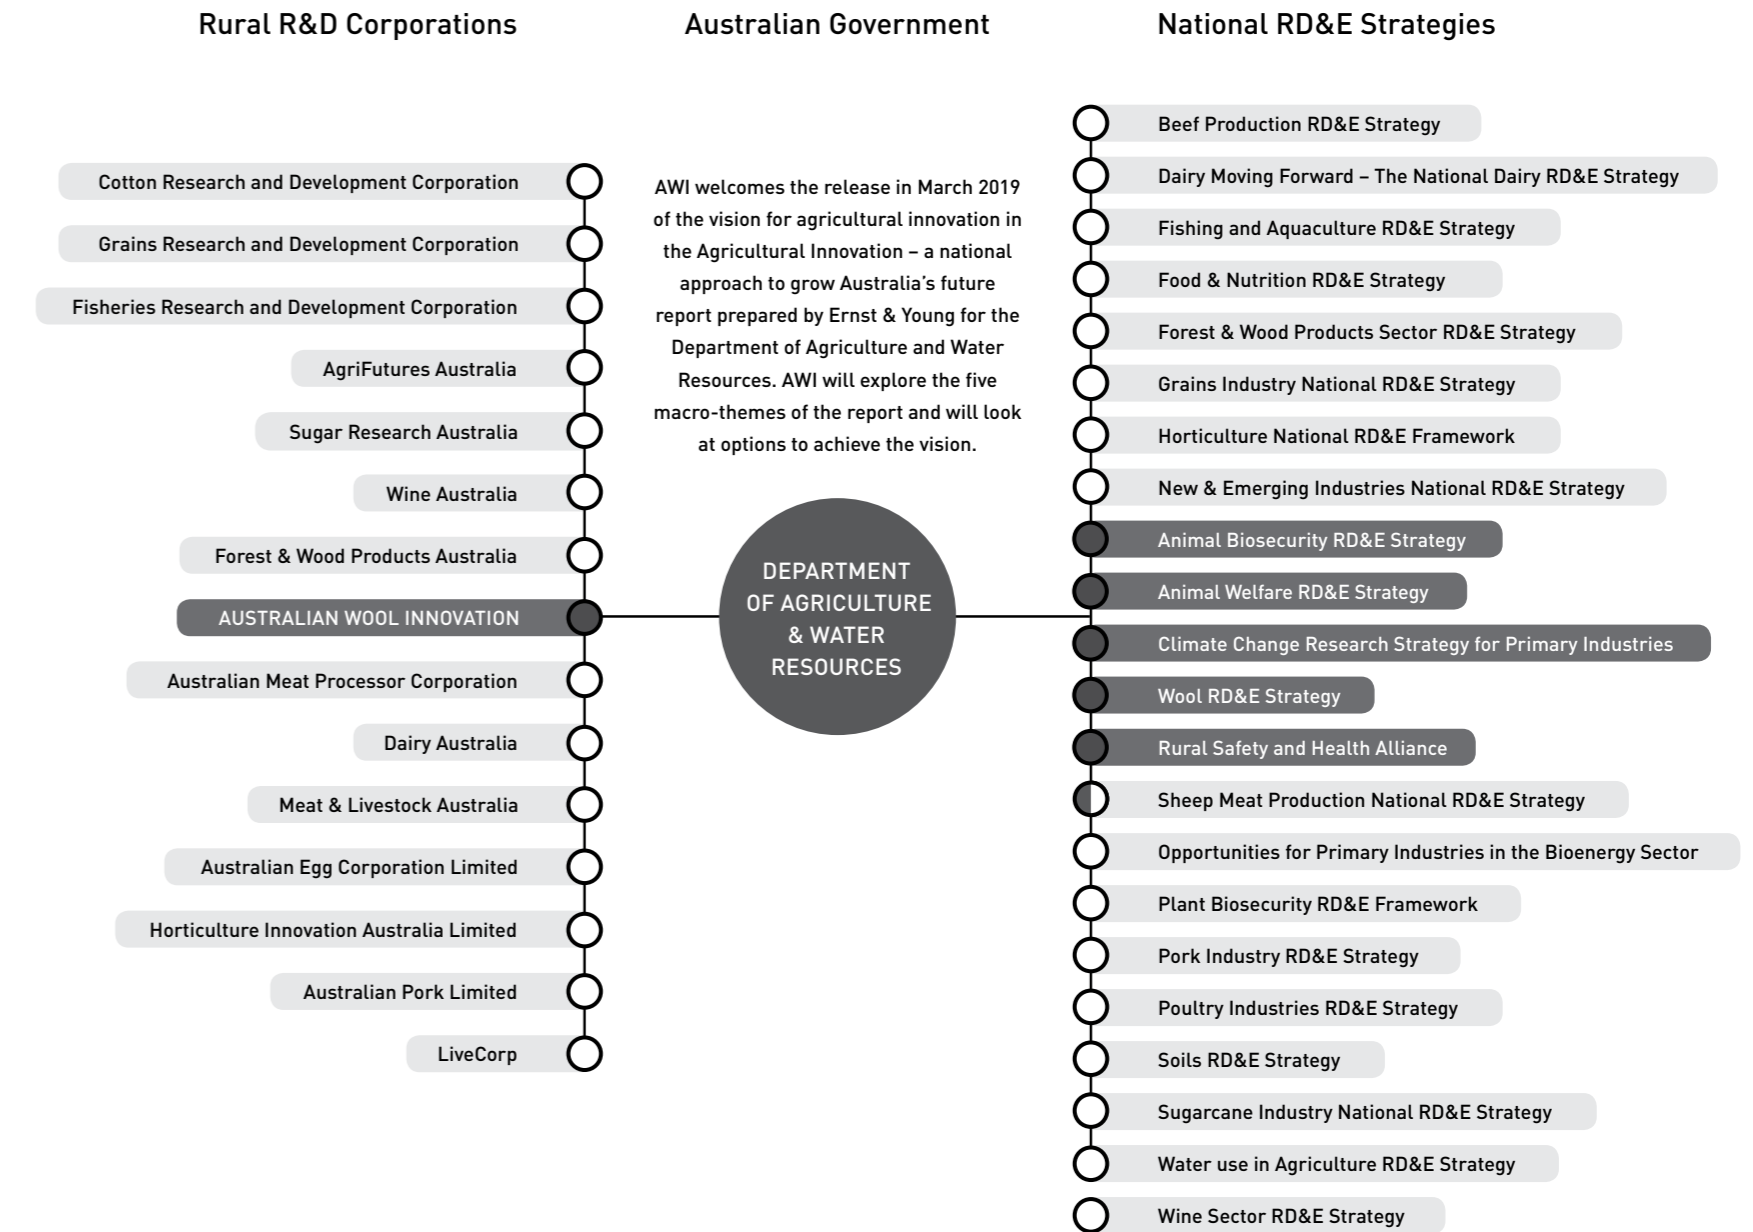 Rural R&D Corporations
Cotton Research and Development Corporation
Grains Research and Development Corporation
Fisheries Research and Development Corporation
AgriFutures Australia
Sugar Research Australia
Wine Australia
Forest & Wood Products Australia
AUSTRALIAN WOOL INNOVATION
Australian Meat Processor Corporation
Dairy Australia
Meat & Livestock Australia
Australian Egg Corporation Limited
Horticulture Innovation Australia Limited
Australian Pork Limited
LiveCorp
Australian Government
AWI welcomes the release in March 2019
of the vision for agricultural innovation in
the Agricultural Innovation – a national
approach to grow Australia’s future
report prepared by Ernst & Young for the
Department of Agriculture and Water
Resources. AWI will explore the five
macro-themes of the report and will look
at options to achieve the vision.
DEPARTMENT
OF AGRICULTURE
& WATER
RESOURCES
National RD&E Strategies
Beef Production RD&E Strategy
Dairy Moving Forward – The National Dairy RD&E Strategy
Fishing and Aquaculture RD&E Strategy
Food & Nutrition RD&E Strategy
Forest & Wood Products Sector RD&E Strategy
Grains Industry National RD&E Strategy
Horticulture National RD&E Framework
New & Emerging Industries National RD&E Strategy
Animal Biosecurity RD&E Strategy
Animal Welfare RD&E Strategy
Climate Change Research Strategy for Primary Industries
Wool RD&E Strategy
Rural Safety and Health Alliance
Sheep Meat Production National RD&E Strategy
Opportunities for Primary Industries in the Bioenergy Sector
Plant Biosecurity RD&E Framework
Pork Industry RD&E Strategy
Poultry Industries RD&E Strategy
Soils RD&E Strategy
Sugarcane Industry National RD&E Strategy
Water use in Agriculture RD&E Strategy
Wine Sector RD&E Strategy